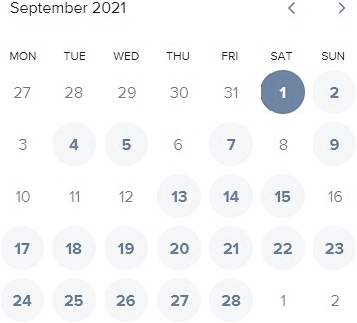 September 2021
MON TUE WED THU FRI SAT SUN
27 28 29 30 31 1 2
3 4 5 6 7 8 9
10 11 12 13 14 15 16
17 18 19 20 21 22 23
24 25 26 27 28 1 2